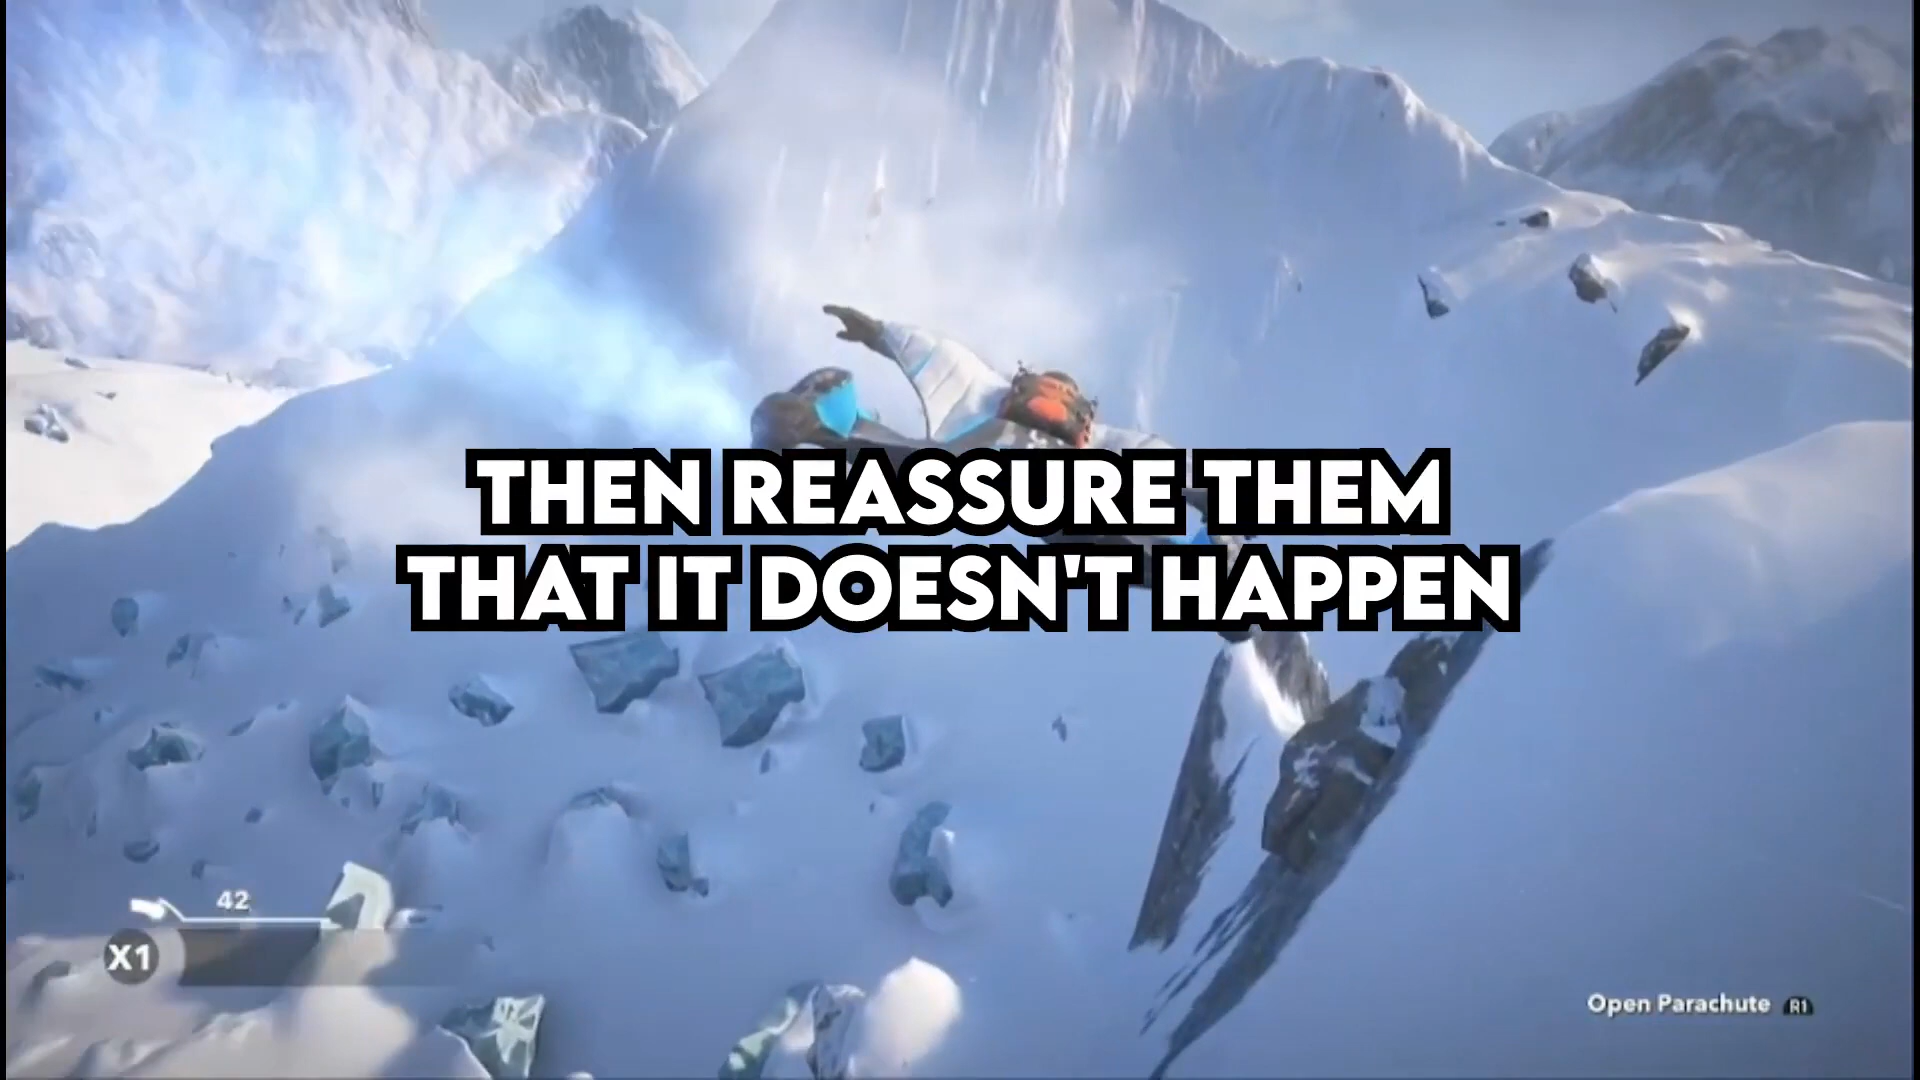 THEN REASSURE THEM
THAT IT DOESN'T HAPPEN
42
X1
Open Parachute R1